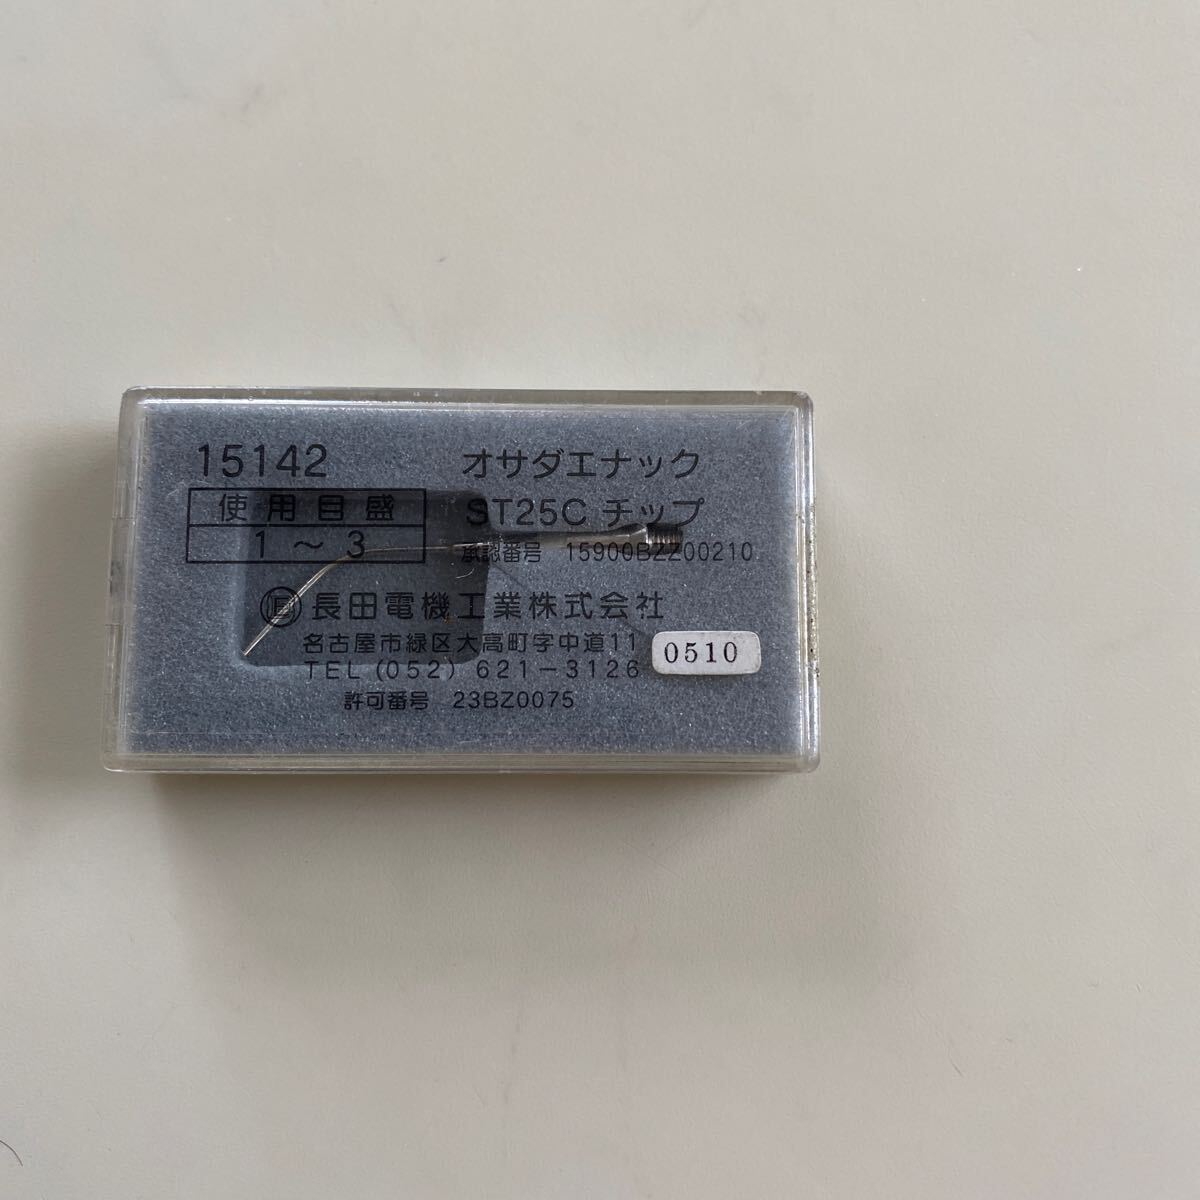 15142
オサダエナック
使用目盛
ST25C チップ
1～3
承認番号 15900BZZ00210
長田電機工業株式会社
名古屋市緑区大高町字中道11
TEL (052) 621-3126
0510
許可番号 23BZ0075